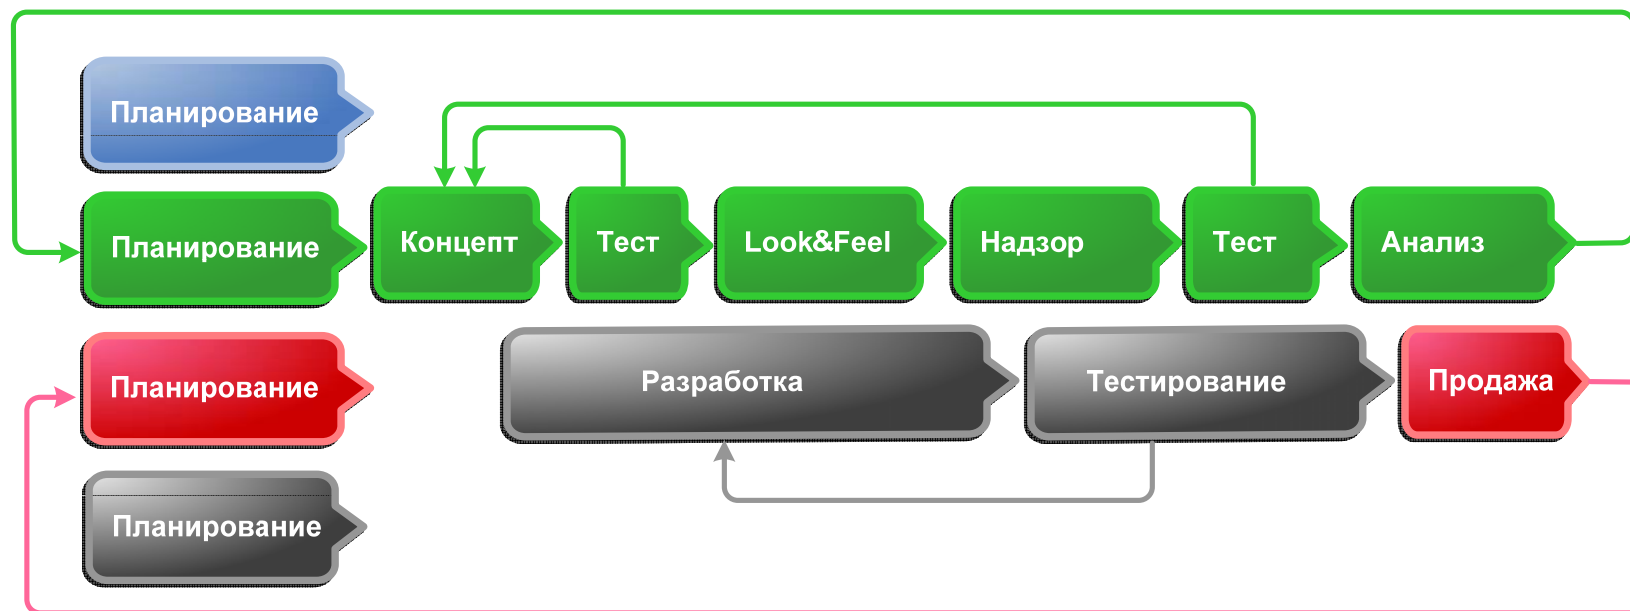 Планирование
Планирование
Концепт
Тест
Look&Feel
Надзор
Тест
Анализ
Планирование
Разработка
Тестирование
Продажа
Планирование